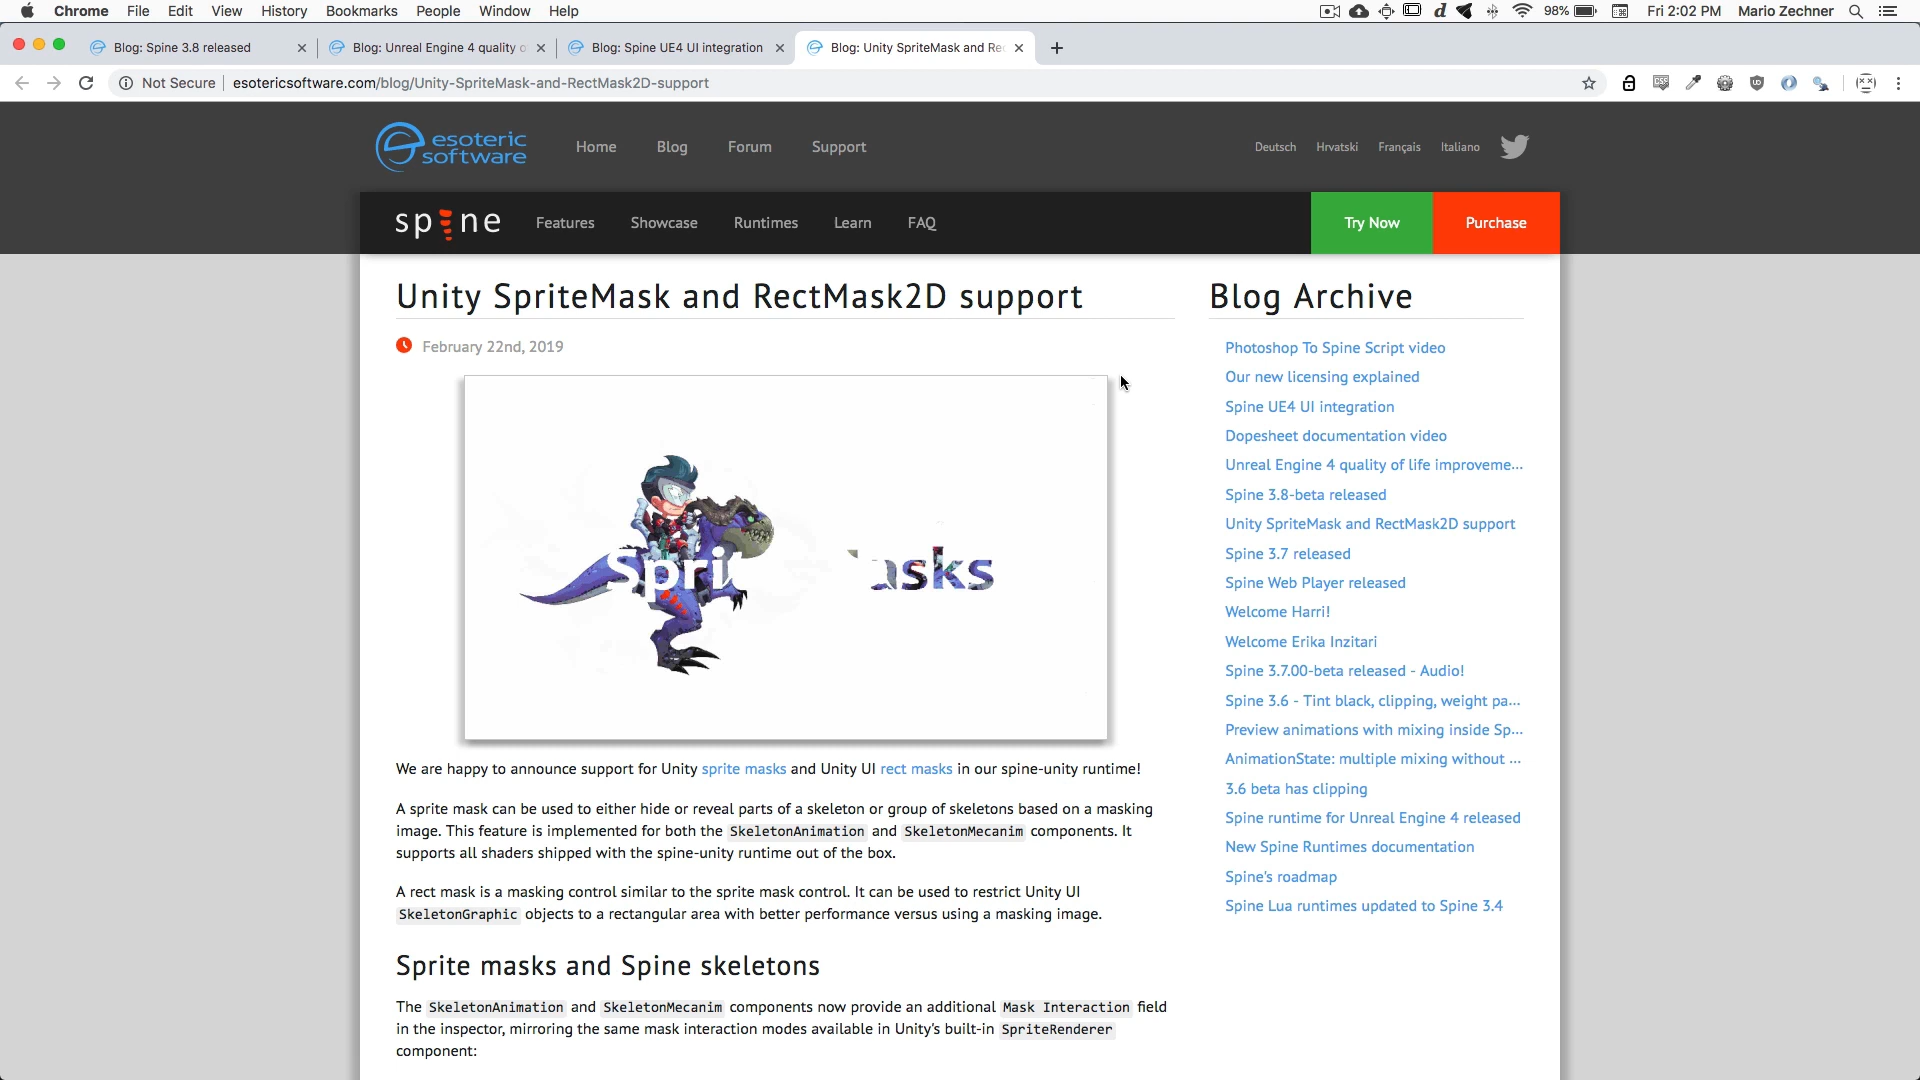 Chrome File Edit View History Bookmarks People Window Help 98% Fri 2:02 PM Mario Zechner
Blog: Spine 3.8 released Blog: Unreal Engine 4 quality o Blog: Spine UE4 UI integration Blog: Unity SpriteMask and Re
Not Secure esotericsoftware.com/blog/Unity-SpriteMask-and-RectMask2D-support
esoteric software Home Blog Forum Support Deutsch Hrvatski Français Italiano
spine Features Showcase Runtimes Learn FAQ Try Now Purchase
Unity SpriteMask and RectMask2D support
February 22nd, 2019
Sprit asks
We are happy to announce support for Unity sprite masks and Unity UI rect masks in our spine-unity runtime!
A sprite mask can be used to either hide or reveal parts of a skeleton or group of skeletons based on a masking
image. This feature is implemented for both the SkeletonAnimation and SkeletonMecanim components. It
supports all shaders shipped with the spine-unity runtime out of the box.
A rect mask is a masking control similar to the sprite mask control. It can be used to restrict Unity UI
SkeletonGraphic objects to a rectangular area with better performance versus using a masking image.
Sprite masks and Spine skeletons
The SkeletonAnimation and SkeletonMecanim components now provide an additional Mask Interaction field
in the inspector, mirroring the same mask interaction modes available in Unity's built-in SpriteRenderer
component:
Blog Archive
Photoshop To Spine Script video
Our new licensing explained
Spine UE4 UI integration
Dopesheet documentation video
Unreal Engine 4 quality of life improveme...
Spine 3.8-beta released
Unity SpriteMask and RectMask2D support
Spine 3.7 released
Spine Web Player released
Welcome Harri!
Welcome Erika Inzitari
Spine 3.7.00-beta released - Audio!
Spine 3.6 - Tint black, clipping, weight pa...
Preview animations with mixing inside Sp...
AnimationState: multiple mixing without ...
3.6 beta has clipping
Spine runtime for Unreal Engine 4 released
New Spine Runtimes documentation
Spine's roadmap
Spine Lua runtimes updated to Spine 3.4